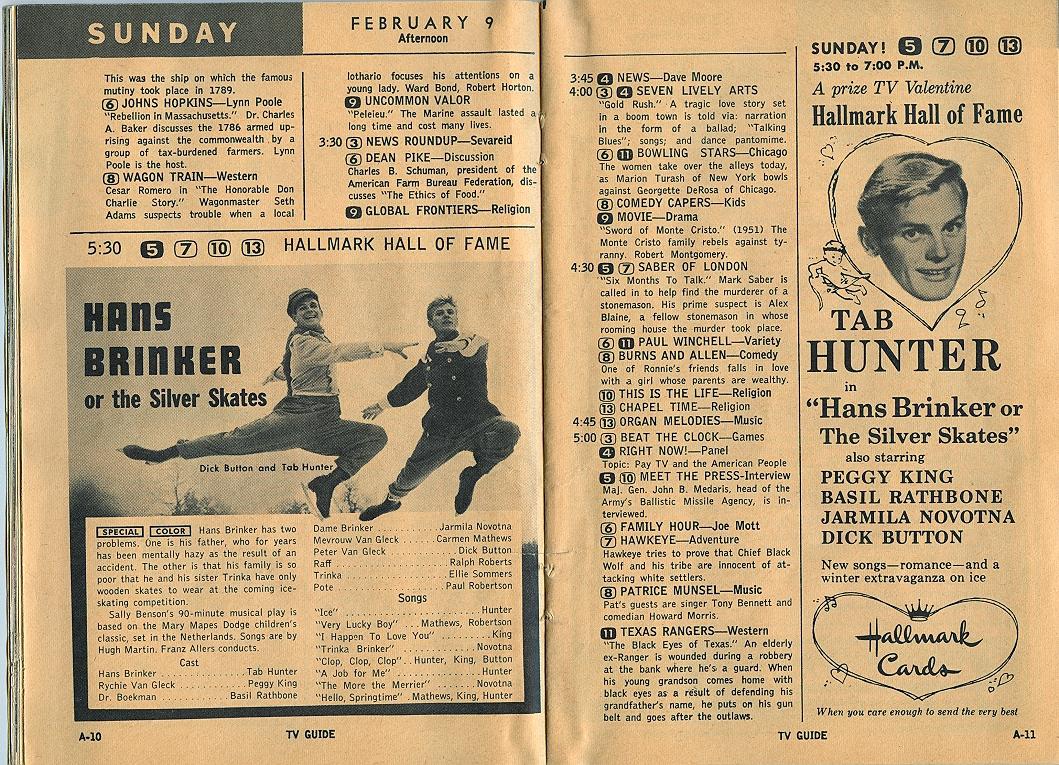 SUNDAY
FEBRUARY 9
Afternoon
This was the ship on which the famous
mutiny took place in 1789.
6 JOHNS HOPKINS—Lynn Poole
"Rebellion in Massachusetts." Dr. Charles
A. Baker discusses the 1786 armed up-
rising against the commonwealth by a
group of tax-burdened farmers. Lynn
Poole is the host.
8 WAGON TRAIN—Western
Cesar Romero in "The Honorable Don
Charlie Story." Wagonmaster Seth
Adams suspects trouble when a local
lothario focuses his attentions on a
young lady. Ward Bond, Robert Horton.
9 UNCOMMON VALOR
"Peleieu." The Marine assault lasted a
long time and cost many lives.
3:30 3 NEWS ROUNDUP—Sevareid
6 DEAN PIKE—Discussion
Charles B. Schuman, president of the
American Farm Bureau Federation, dis-
cusses "The Ethics of Food."
9 GLOBAL FRONTIERS—Religion
5:30 5 7 10 13 HALLMARK HALL OF FAME
HANS
BRINKER
or the Silver Skates
Dick Button and Tab Hunter
SPECIAL COLOR Hans Brinker has two
problems. One is his father, who for years
has been mentally hazy as the result of an
accident. The other is that his family is so
poor that he and his sister Trinka have only
wooden skates to wear at the coming ice-
skating competition.
Sally Benson's 90-minute musical play is
based on the Mary Mapes Dodge children's
classic, set in the Netherlands. Songs are by
Hugh Martin. Franz Allers conducts.
Cast
Hans Brinker ............ Tab Hunter
Rychie Van Gleck ........ Peggy King
Dr. Boekman ............ Basil Rathbone
Dame Brinker ............ Jarmila Novotna
Mevrouw Van Gleck ...... Carmen Mathews
Peter Van Gleck .......... Dick Button
Raff .................... Ralph Roberts
Trinka .................. Ellie Sommers
Pote .................... Paul Robertson
Songs
"Ice" .................... Hunter
"Very Lucky Boy" ... Mathews, Robertson
"I Happen To Love You" ......... King
"Trinka Brinker" ............ Novotna
"Clop, Clop, Clop" .. Hunter, King, Button
"A Job for Me" .............. Hunter
"The More the Merrier" ....... Novotna
"Hello, Springtime" . Mathews, King, Hunter
A-10
TV GUIDE
3:45 4 NEWS—Dave Moore
4:00 3 4 SEVEN LIVELY ARTS
"Gold Rush." A tragic love story set
in a boom town is told via: narration
in the form of a ballad; "Talking
Blues"; songs; and dance pantomime.
6 11 BOWLING STARS—Chicago
The women take over the alleys today,
as Marion Turash of New York bowls
against Georgette DeRosa of Chicago.
8 COMEDY CAPERS—Kids
9 MOVIE—Drama
"Sword of Monte Cristo." (1951) The
Monte Cristo family rebels against ty-
ranny. Robert Montgomery.
4:30 5 7 SABER OF LONDON
"Six Months To Talk." Mark Saber is
called in to help find the murderer of a
stonemason. His prime suspect is Alex
Blaine, a fellow stonemason in whose
rooming house the murder took place.
6 11 PAUL WINCHELL—Variety
8 BURNS AND ALLEN—Comedy
One of Ronnie's friends falls in love
with a girl whose parents are wealthy.
10 THIS IS THE LIFE—Religion
13 CHAPEL TIME—Religion
4:45 13 ORGAN MELODIES—Music
5:00 3 BEAT THE CLOCK—Games
4 RIGHT NOW!—Panel
Topic: Pay TV and the American People
5 10 MEET THE PRESS-Interview
Maj. Gen. John B. Medaris, head of the
Army's Ballistic Missile Agency, is in-
terviewed.
6 FAMILY HOUR—Joe Mott
7 HAWKEYE—Adventure
Hawkeye tries to prove that Chief Black
Wolf and his tribe are innocent of at-
tacking white settlers.
8 PATRICE MUNSEL—Music
Pat's guests are singer Tony Bennett and
comedian Howard Morris.
11 TEXAS RANGERS—Western
"The Black Eyes of Texas." An elderly
ex-Ranger is wounded during a robbery
at the bank where he's a guard. When
his young grandson comes home with
black eyes as a result of defending his
grandfather's name, he puts on his gun
belt and goes after the outlaws.
SUNDAY! 5 7 10 13
5:30 to 7:00 P.M.
A prize TV Valentine
Hallmark Hall of Fame
TAB
HUNTER
in
"Hans Brinker or
The Silver Skates"
also starring
PEGGY KING
BASIL RATHBONE
JARMILA NOVOTNA
DICK BUTTON
New songs—romance—and a
winter extravaganza on ice
Hallmark
Cards
When you care enough to send the very best
TV GUIDE
A-11